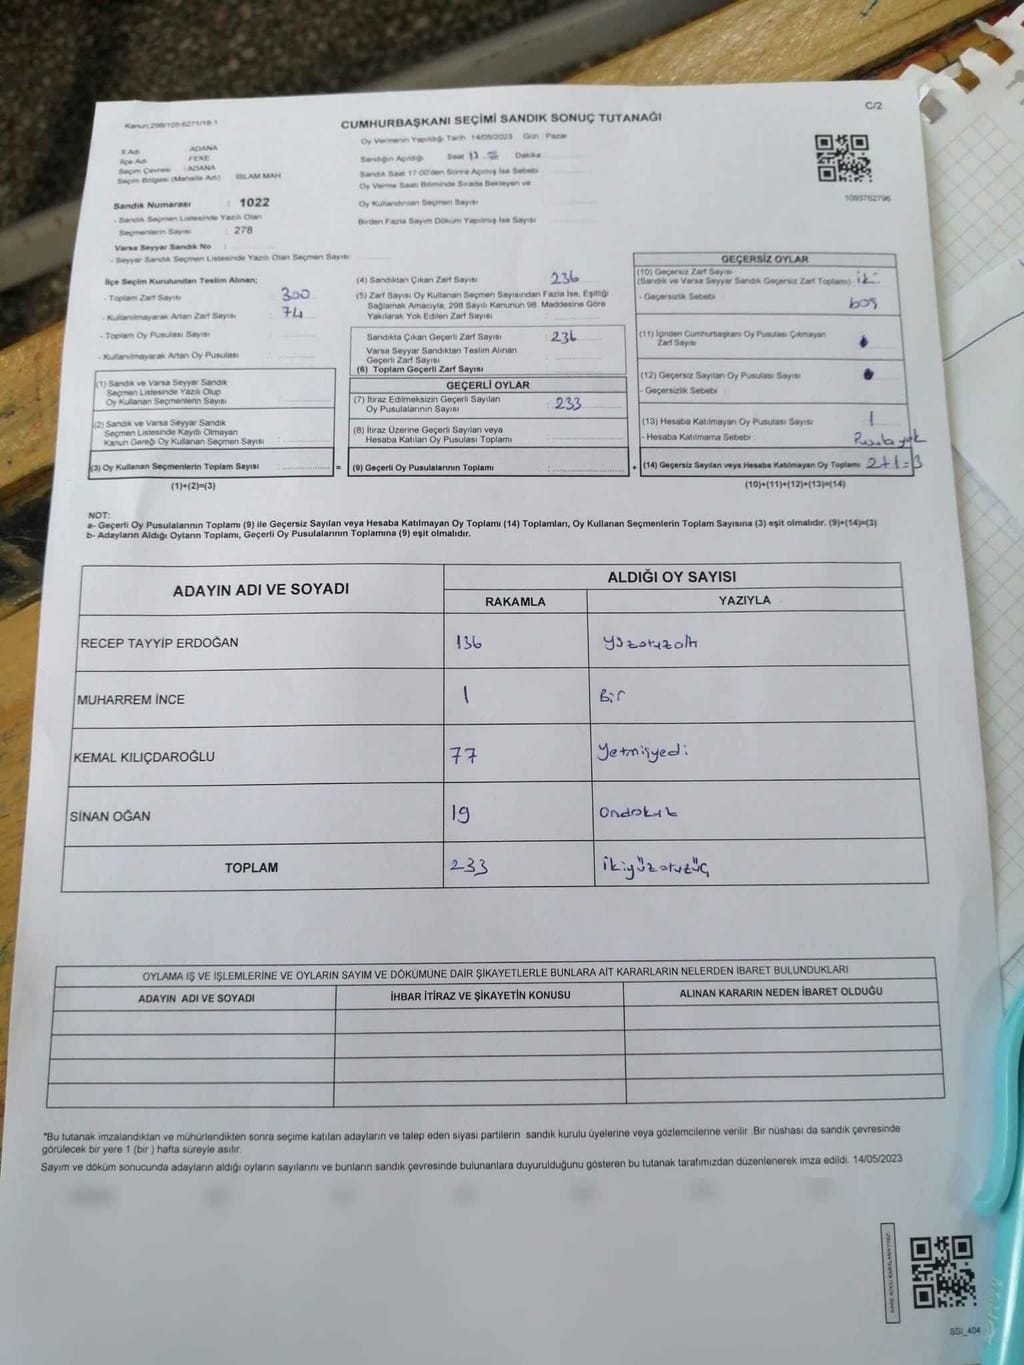 C/2
Kanun:298/105:6271/18-1
CUMHURBAŞKANI SEÇİMİ SANDIK SONUÇ TUTANAĞI
Oy Vermenin Yapıldığı Tarih 14/05/2023 Gün : Pazar
İl Adı ADANA
İlçe Adı FEKE
Seçim Çevresi : ADANA
Seçim Bölgesi (Mahalle Adı) İSLAM MAH
Sandığın Açıldığı Saat 17 Dakika
Sandık Saat 17:00'den Sonra Açılmış İse Sebebi
Oy Verme Saati Bitiminde Sırada Bekleyen ve
Oy Kullandırılan Seçmen Sayısı
Birden Fazla Sayım Döküm Yapılmış İse Sayısı
1093762796
Sandık Numarası : 1022
- Sandık Seçmen Listesinde Yazılı Olan
Seçmenlerin Sayısı : 278
Varsa Seyyar Sandık No :
- Seyyar Sandık Seçmen Listesinde Yazılı Olan Seçmen Sayısı
İlçe Seçim Kurulundan Teslim Alınan;
- Toplam Zarf Sayısı 300
- Kullanılmayarak Artan Zarf Sayısı : 74
- Toplam Oy Pusulası Sayısı
- Kullanılmayarak Artan Oy Pusulası
(1) Sandık ve Varsa Seyyar Sandık
Seçmen Listesinde Yazılı Olup
Oy Kullanan Seçmenlerin Sayısı
(2) Sandık ve Varsa Seyyar Sandık
Seçmen Listesinde Kayıtlı Olmayan
Kanun Gereği Oy Kullanan Seçmen Sayısı
(3) Oy Kullanan Seçmenlerin Toplam Sayısı : =
(1)+(2)=(3)
(4) Sandıktan Çıkan Zarf Sayısı : 236
(5) Zarf Sayısı Oy Kullanan Seçmen Sayısından Fazla İse, Eşitliği
Sağlamak Amacıyla, 298 Sayılı Kanunun 98. Maddesine Göre
Yakılarak Yok Edilen Zarf Sayısı
Sandıkta Çıkan Geçerli Zarf Sayısı : 236
Varsa Seyyar Sandıktan Teslim Alınan
Geçerli Zarf Sayısı
(6) Toplam Geçerli Zarf Sayısı
GEÇERLİ OYLAR
(7) İtiraz Edilmeksizin Geçerli Sayılan
Oy Pusulalarının Sayısı : 233
(8) İtiraz Üzerine Geçerli Sayılan veya
Hesaba Katılan Oy Pusulası Toplamı :
(9) Geçerli Oy Pusulalarının Toplamı : +
GEÇERSİZ OYLAR
(10) Geçersiz Zarf Sayısı
(Sandık ve Varsa Seyyar Sandık Geçersiz Zarf Toplamı) iki
- Geçersizlik Sebebi boş
(11) İçinden Cumhurbaşkanı Oy Pusulası Çıkmayan
Zarf Sayısı
(12) Geçersiz Sayılan Oy Pusulası Sayısı
- Geçersizlik Sebebi
(13) Hesaba Katılmayan Oy Pusulası Sayısı 1
- Hesaba Katılmama Sebebi Pusula yok
(14) Geçersiz Sayılan veya Hesaba Katılmayan Oy Toplamı 2+1=3
(10)+(11)+(12)+(13)=(14)
NOT:
a- Geçerli Oy Pusulalarının Toplamı (9) ile Geçersiz Sayılan veya Hesaba Katılmayan Oy Toplamı (14) Toplamları, Oy Kullanan Seçmenlerin Toplam Sayısına (3) eşit olmalıdır. (9)+(14)=(3)
b- Adayların Aldığı Oyların Toplamı, Geçerli Oy Pusulalarının Toplamına (9) eşit olmalıdır.
ADAYIN ADI VE SOYADI ALDIĞI OY SAYISI
RAKAMLA YAZIYLA
RECEP TAYYİP ERDOĞAN 136 yüzotuzaltı
MUHARREM İNCE 1 Bir
KEMAL KILIÇDAROĞLU 77 Yetmişyedi
SİNAN OĞAN 19 Ondokuz
TOPLAM 233 ikiyüzotuzüç
OYLAMA İŞ VE İŞLEMLERİNE VE OYLARIN SAYIM VE DÖKÜMÜNE DAİR ŞİKAYETLERLE BUNLARA AİT KARARLARIN NELERDEN İBARET BULUNDUKLARI
ADAYIN ADI VE SOYADI İHBAR İTİRAZ VE ŞİKAYETİN KONUSU ALINAN KARARIN NEDEN İBARET OLDUĞU
*Bu tutanak imzalandıktan ve mühürlendikten sonra seçime katılan adayların ve talep eden siyasi partilerin sandık kurulu üyelerine veya gözlemcilerine verilir .Bir nüshası da sandık çevresinde
görülecek bir yere 1 (bir ) hafta süreyle asılır.
Sayım ve döküm sonucunda adayların aldığı oyların sayılarını ve bunların sandık çevresinde bulunanlara duyurulduğunu gösteren bu tutanak tarafımızdan düzenlenerek imza edildi. 14/05/2023
KARE KODU KARALAMAYINIZ!
SSİ_404